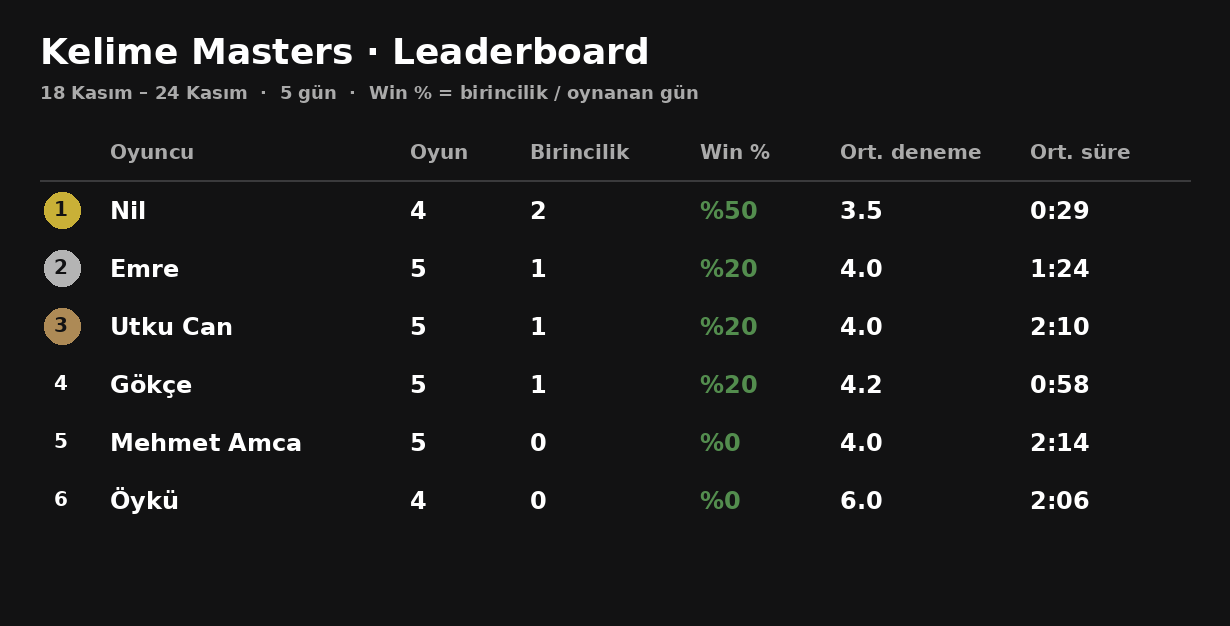 Kelime Masters · Leaderboard
18 Kasım – 24 Kasım · 5 gün · Win % = birincilik / oynanan gün
Oyuncu Oyun Birincilik Win % Ort. deneme Ort. süre
1 Nil 4 2 %50 3.5 0:29
2 Emre 5 1 %20 4.0 1:24
3 Utku Can 5 1 %20 4.0 2:10
4 Gökçe 5 1 %20 4.2 0:58
5 Mehmet Amca 5 0 %0 4.0 2:14
6 Öykü 4 0 %0 6.0 2:06